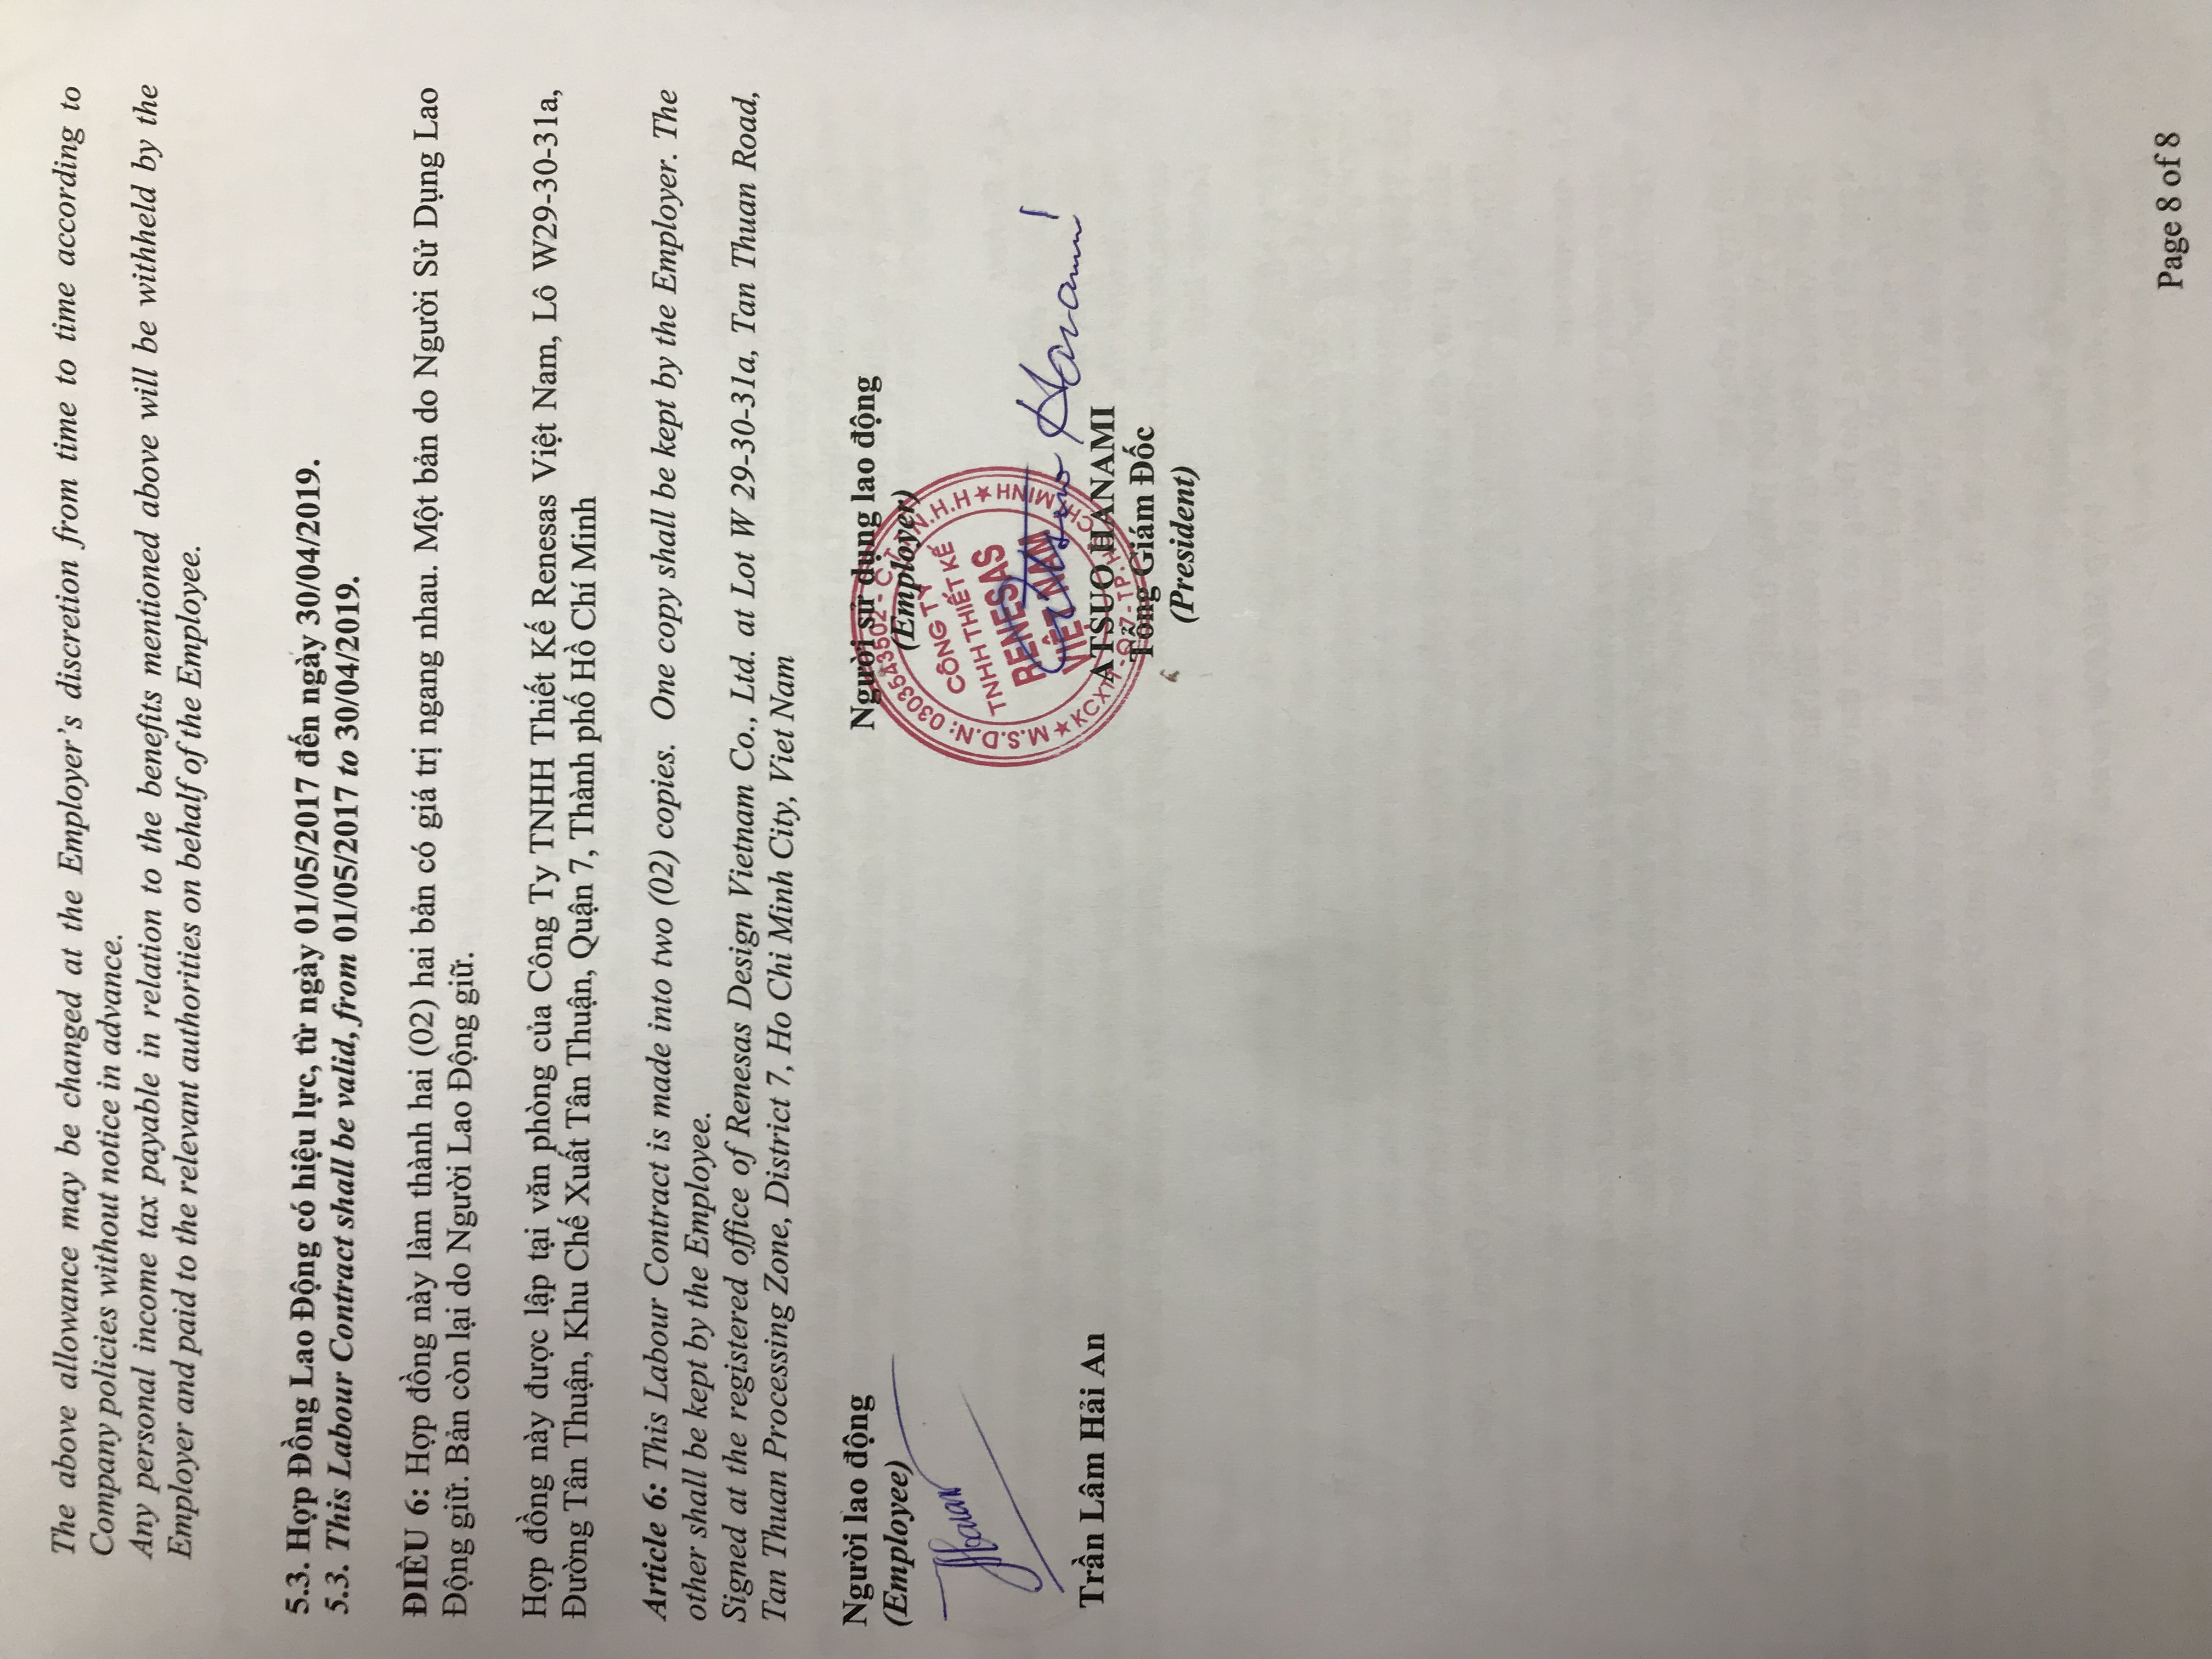 The above allowance may be changed at the Employer's discretion from time to time according to
Company policies without notice in advance.
Any personal income tax payable in relation to the benefits mentioned above will be withheld by the
Employer and paid to the relevant authorities on behalf of the Employee.
5.3. Hợp Đồng Lao Động có hiệu lực, từ ngày 01/05/2017 đến ngày 30/04/2019.
5.3. This Labour Contract shall be valid, from 01/05/2017 to 30/04/2019.
ĐIỀU 6: Hợp đồng này làm thành hai (02) hai bản có giá trị ngang nhau. Một bản do Người Sử Dụng Lao
Động giữ. Bản còn lại do Người Lao Động giữ.
Hợp đồng này được lập tại văn phòng của Công Ty TNHH Thiết Kế Renesas Việt Nam, Lô W29-30-31a,
Đường Tân Thuận, Khu Chế Xuất Tân Thuận, Quận 7, Thành phố Hồ Chí Minh
Article 6: This Labour Contract is made into two (02) copies. One copy shall be kept by the Employer. The
other shall be kept by the Employee.
Signed at the registered office of Renesas Design Vietnam Co., Ltd. at Lot W 29-30-31a, Tan Thuan Road,
Tan Thuan Processing Zone, District 7, Ho Chi Minh City, Viet Nam
Người lao động
(Employee)
Trần Lâm Hải An
Người sử dụng lao động
(Employer)
M.S.D.N: 0303543502 - C.T.T.N.H.H
CÔNG TY
TNHH THIẾT KẾ
RENESAS
VIỆT NAM
KCXTT - Q.7 - TP. HỒ CHÍ MINH
Atsuo Hanami
ATSUO HANAMI
Tổng Giám Đốc
(President)
Page 8 of 8